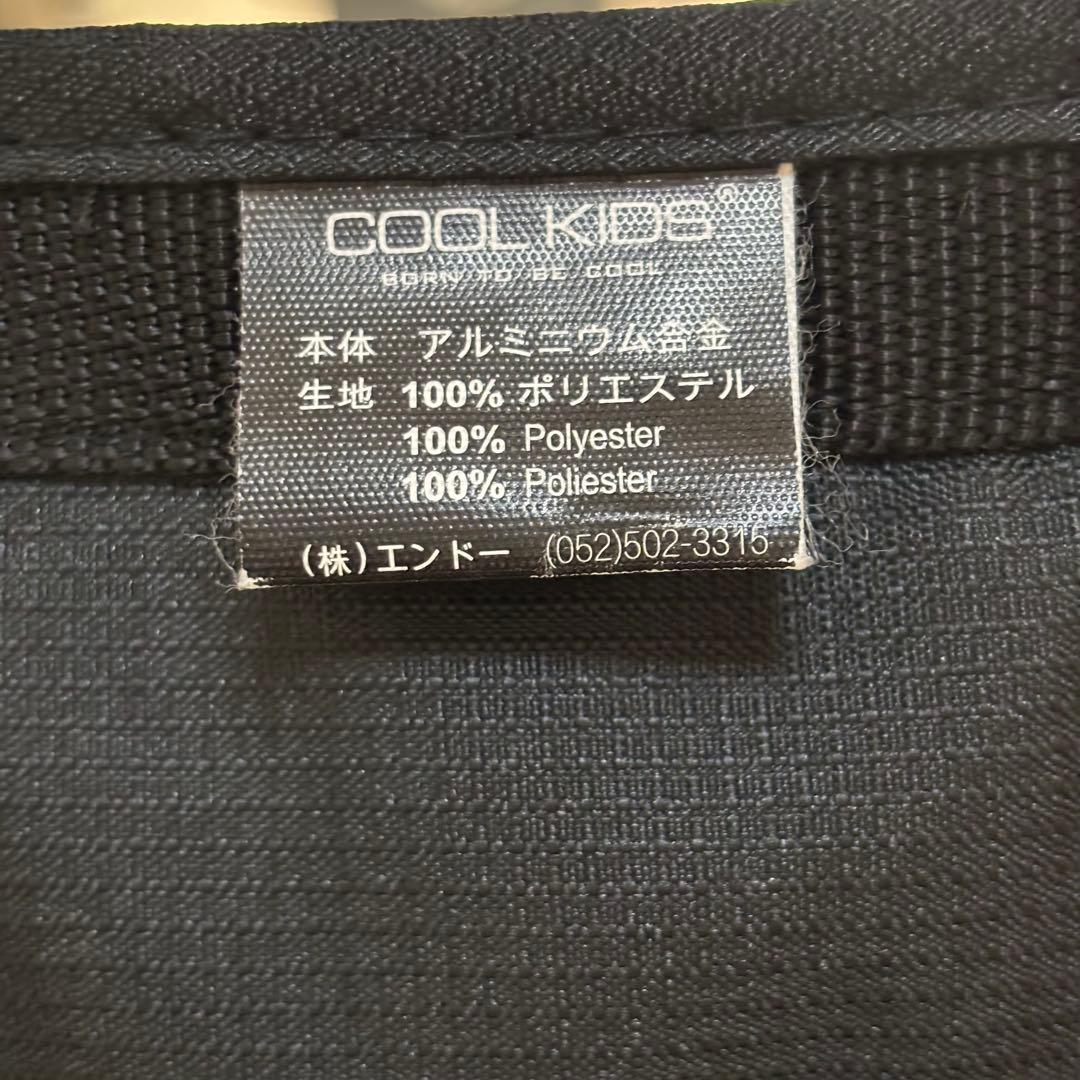 COOL KIDS®
BORN TO BE COOL
本体 アルミニウム合金
生地 100% ポリエステル
100% Polyester
100% Poliester
(株)エンドー (052)502-3315